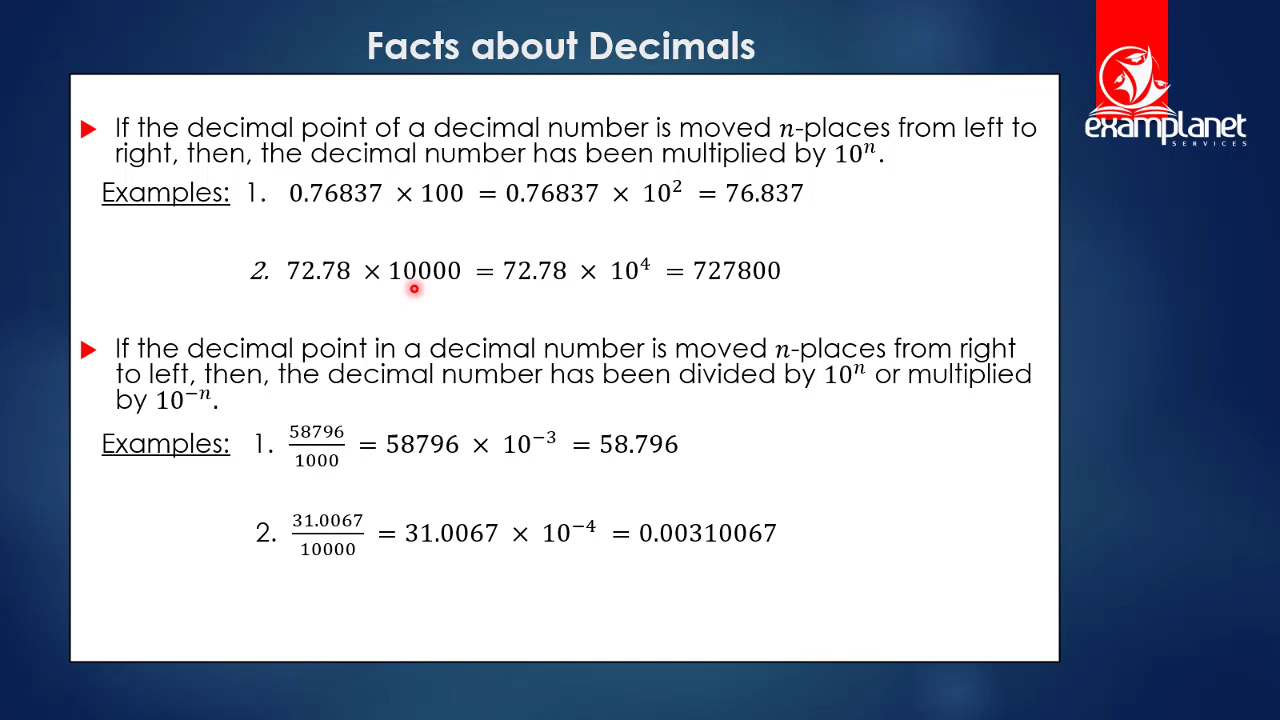 Facts about Decimals
examplanet
SERVICES
If the decimal point of a decimal number is moved n-places from left to
right, then, the decimal number has been multiplied by 10ⁿ.
Examples: 1. 0.76837 × 100 = 0.76837 × 10² = 76.837
2. 72.78 × 10000 = 72.78 × 10⁴ = 727800
If the decimal point in a decimal number is moved n-places from right
to left, then, the decimal number has been divided by 10ⁿ or multiplied
by 10⁻ⁿ.
Examples: 1. 58796/1000 = 58796 × 10⁻³ = 58.796
2. 31.0067/10000 = 31.0067 × 10⁻⁴ = 0.00310067